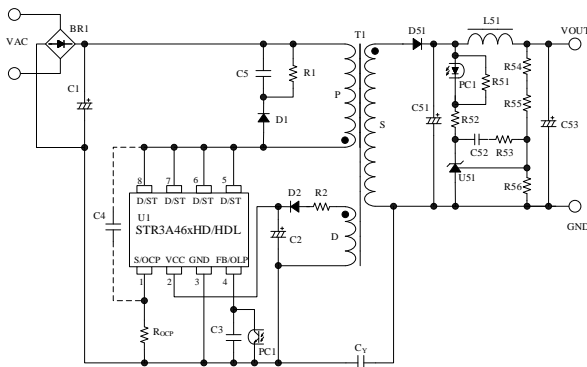 BR1
VAC
C1
C5
R1
D1
T1
P
S
D51
L51
VOUT
PC1
R51
R54
R55
C51
R52
C53
C52
R53
U51
R56
GND
8
7
6
5
D/ST
D/ST
D/ST
D/ST
C4
U1
STR3A46xHD/HDL
D2
R2
C2
D
S/OCP
VCC
GND
FB/OLP
1
2
3
4
ROCP
C3
PC1
CY